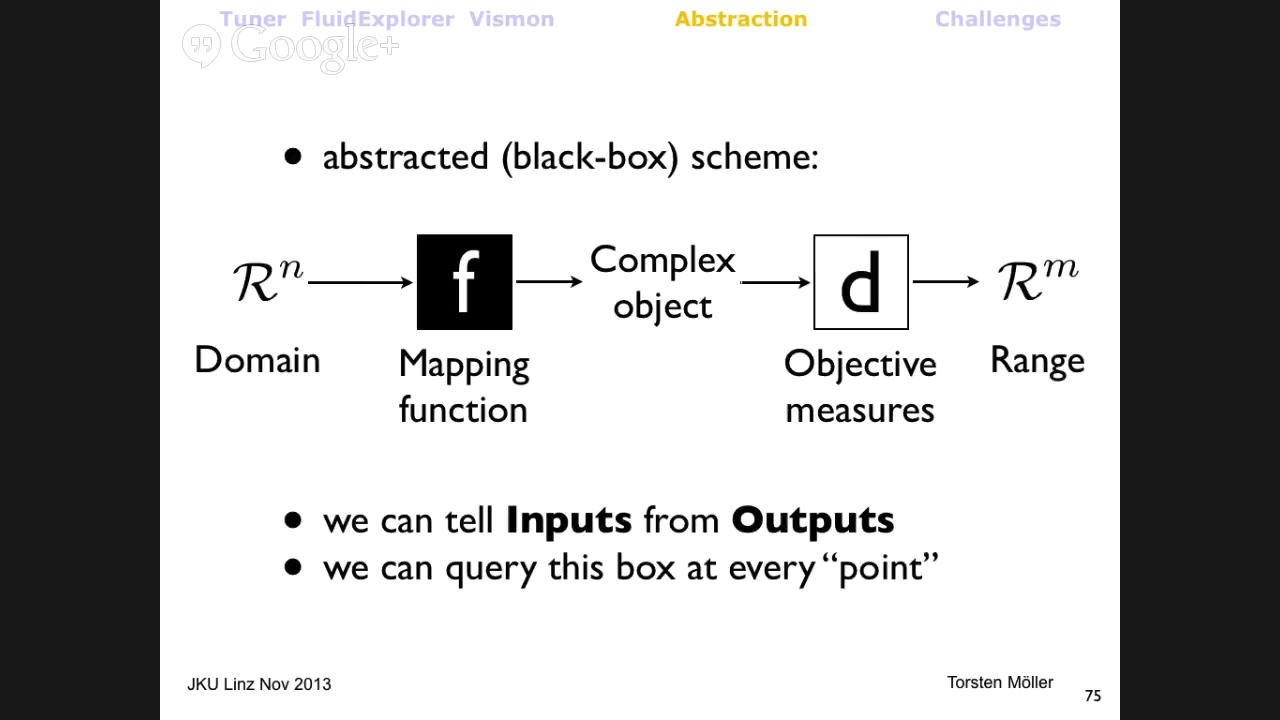 Tuner FluidExplorer Vismon Abstraction Challenges
Google+
• abstracted (black-box) scheme:
ℛⁿ f Complex object d ℛᵐ
Domain Mapping function Objective measures Range
• we can tell Inputs from Outputs
• we can query this box at every “point”
JKU Linz Nov 2013 Torsten Möller 75